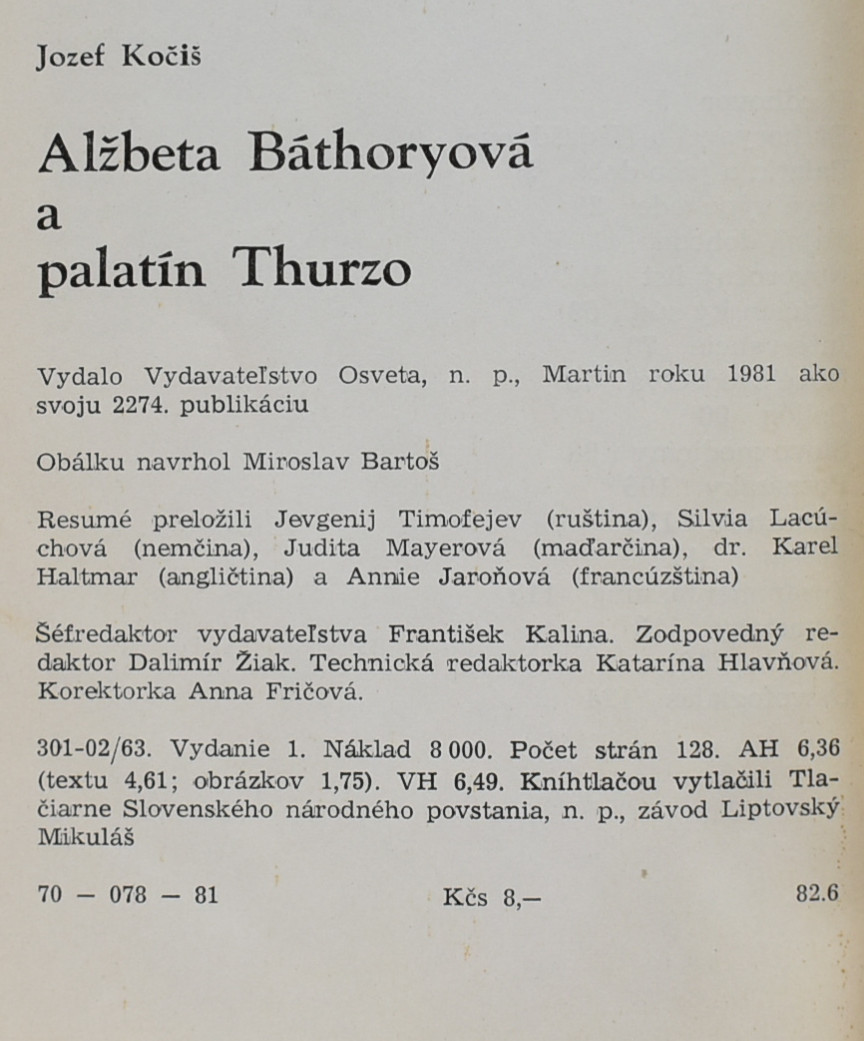 Jozef Kočiš
Alžbeta Báthoryová
a
palatín Thurzo
Vydalo Vydavateľstvo Osveta, n. p., Martin roku 1981 ako
svoju 2274. publikáciu
Obálku navrhol Miroslav Bartoš
Resumé preložili Jevgenij Timofejev (ruština), Silvia Lacú-
chová (nemčina), Judita Mayerová (maďarčina), dr. Karel
Haltmar (angličtina) a Annie Jaroňová (francúzština)
Šéfredaktor vydavateľstva František Kalina. Zodpovedný re-
daktor Dalimír Žiak. Technická redaktorka Katarína Hlavňová.
Korektorka Anna Fričová.
301-02/63. Vydanie 1. Náklad 8 000. Počet strán 128. AH 6,36
(textu 4,61; obrázkov 1,75). VH 6,49. Kníhtlačou vytlačili Tla-
čiarne Slovenského národného povstania, n. p., závod Liptovský
Mikuláš
70 — 078 — 81 Kčs 8,— 82.6